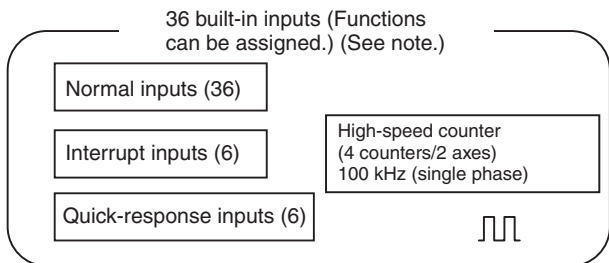 36 built-in inputs (Functions
can be assigned.) (See note.)
Normal inputs (36)
Interrupt inputs (6)
Quick-response inputs (6)
High-speed counter
(4 counters/2 axes)
100 kHz (single phase)